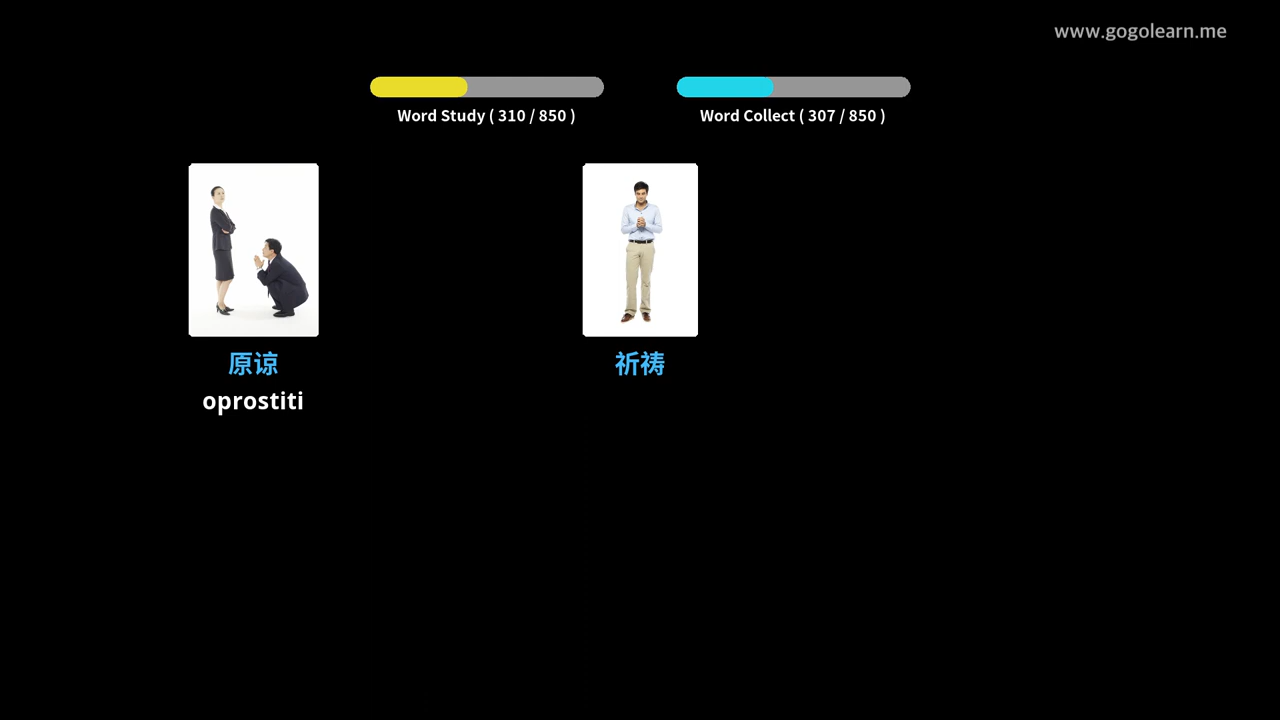 www.gogolearn.me
Word Study ( 310 / 850 )
Word Collect ( 307 / 850 )
原谅
祈祷
oprostiti